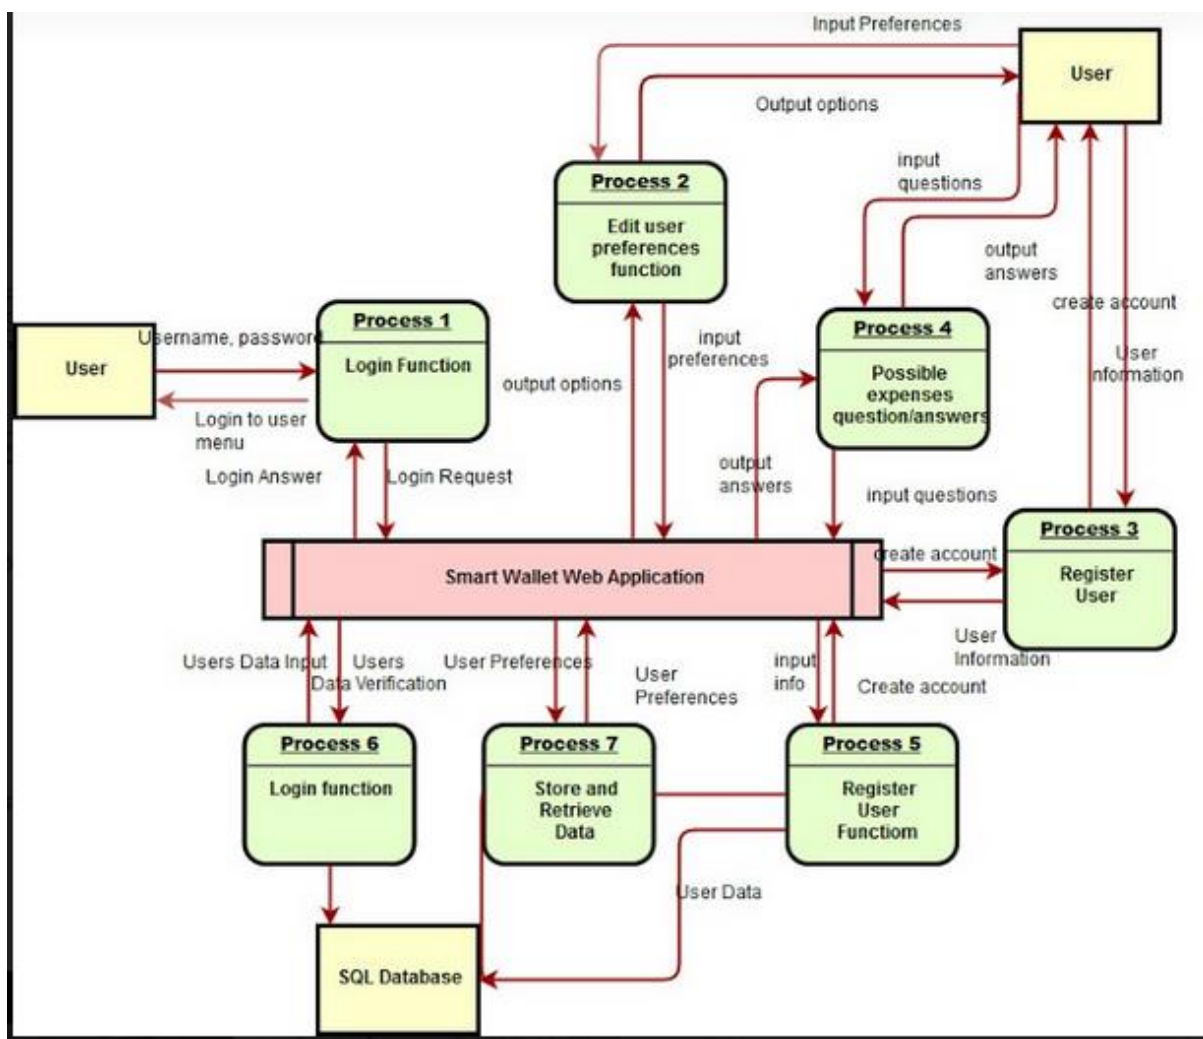 Input Preferences
User
Output options
input
questions
Process 2
Edit user
preferences
function
output
answers
create account
User
nformation
Process 1
Login Function
Username, password
User
Login to user
menu
Login Answer
Login Request
output options
input
preferences
Process 4
Possible
expenses
question/answers
output
answers
input questions
Process 3
Register
User
create account
User
Information
Smart Wallet Web Application
Users Data Input
Users
Data Verification
User Preferences
User
Preferences
input
info
Create account
Process 6
Login function
Process 7
Store and
Retrieve
Data
Process 5
Register
User
Functiom
User Data
SQL Database